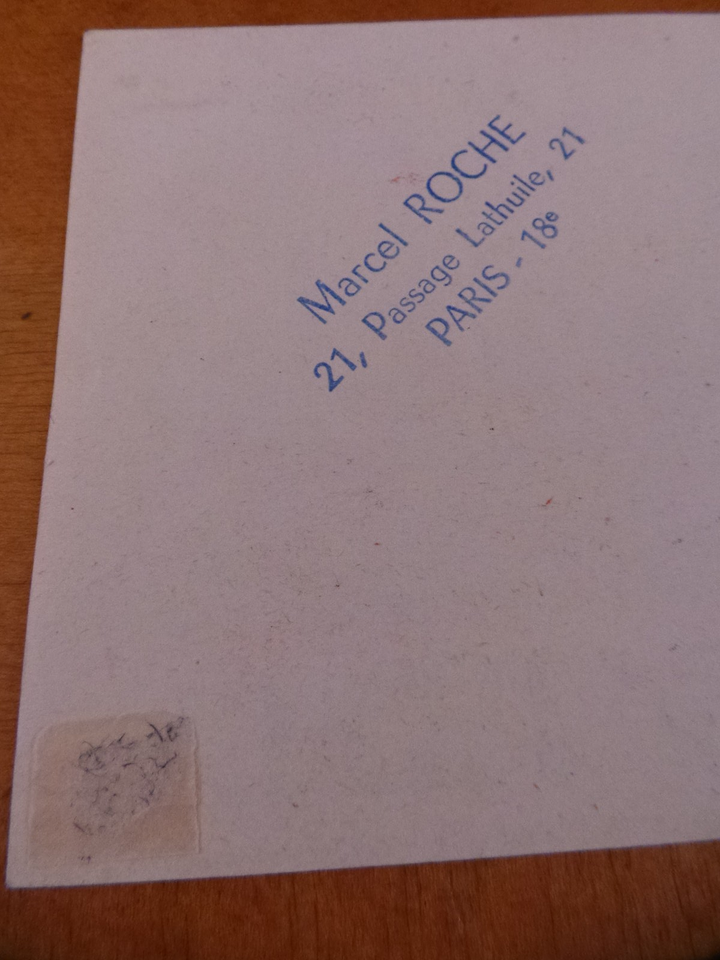 Marcel ROCHE
21, Passage Lathuile, 21
PARIS - 18e